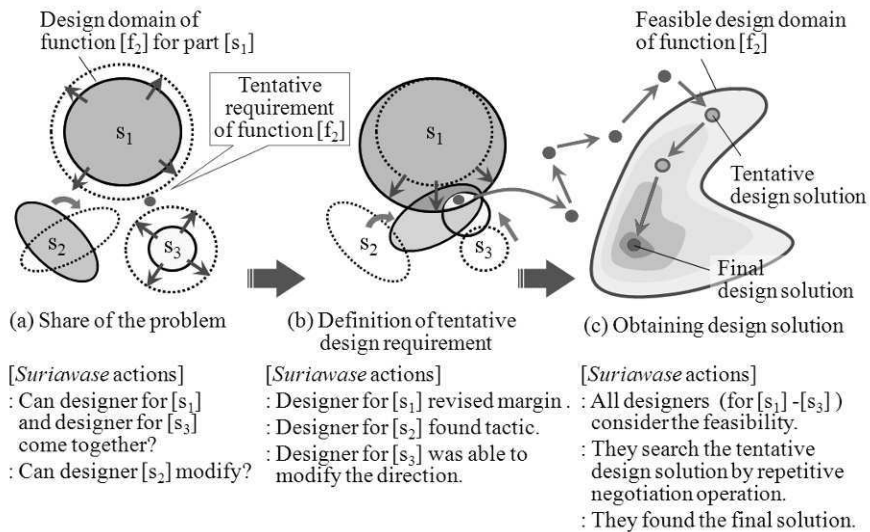 Design domain of
function [f₂] for part [s₁]
Tentative
requirement
of function [f₂]
s₁
s₂
s₃
(a) Share of the problem
s₁
s₂
s₃
(b) Definition of tentative
design requirement
Feasible design domain
of function [f₂]
Tentative
design solution
Final
design solution
(c) Obtaining design solution
[Suriawase actions]
: Can designer for [s₁]
and designer for [s₃]
come together?
: Can designer [s₂] modify?
[Suriawase actions]
: Designer for [s₁] revised margin .
: Designer for [s₂] found tactic.
: Designer for [s₃] was able to
modify the direction.
[Suriawase actions]
: All designers (for [s₁] -[s₃] )
consider the feasibility.
: They search the tentative
design solution by repetitive
negotiation operation.
: They found the final solution.